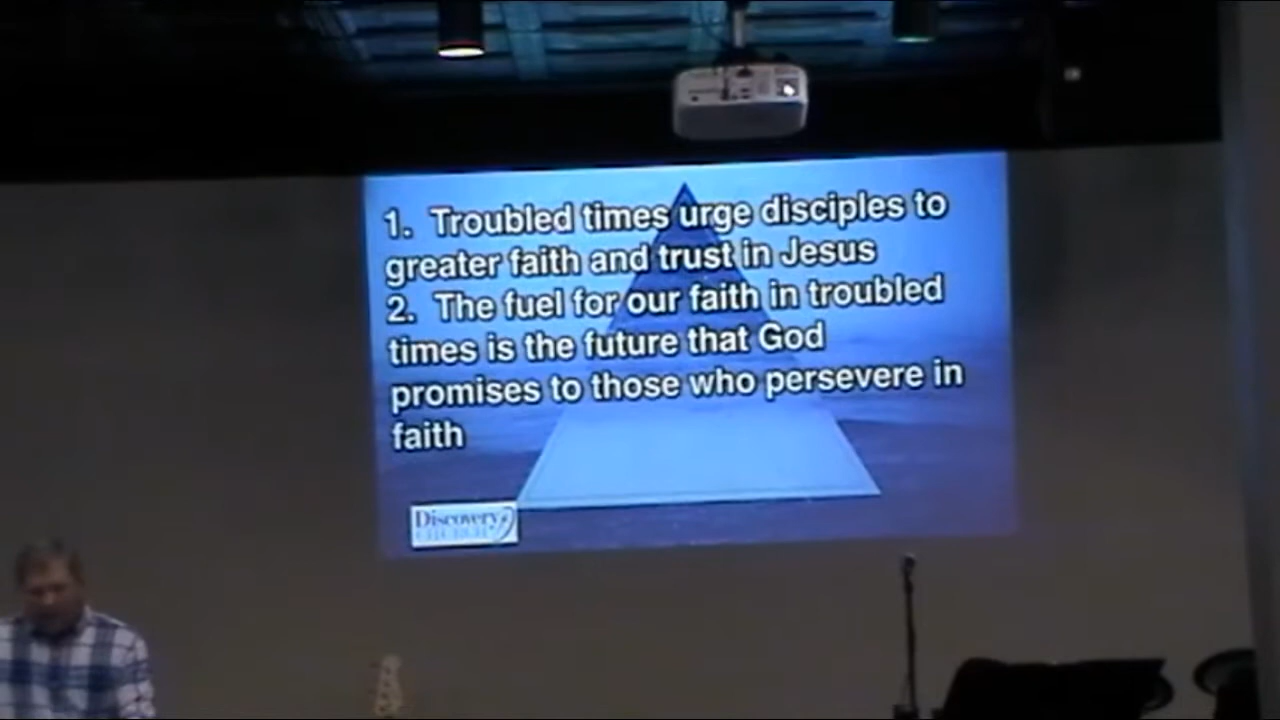 1. Troubled times urge disciples to
greater faith and trust in Jesus
2. The fuel for our faith in troubled
times is the future that God
promises to those who persevere in
faith
Discovery
CHURCH